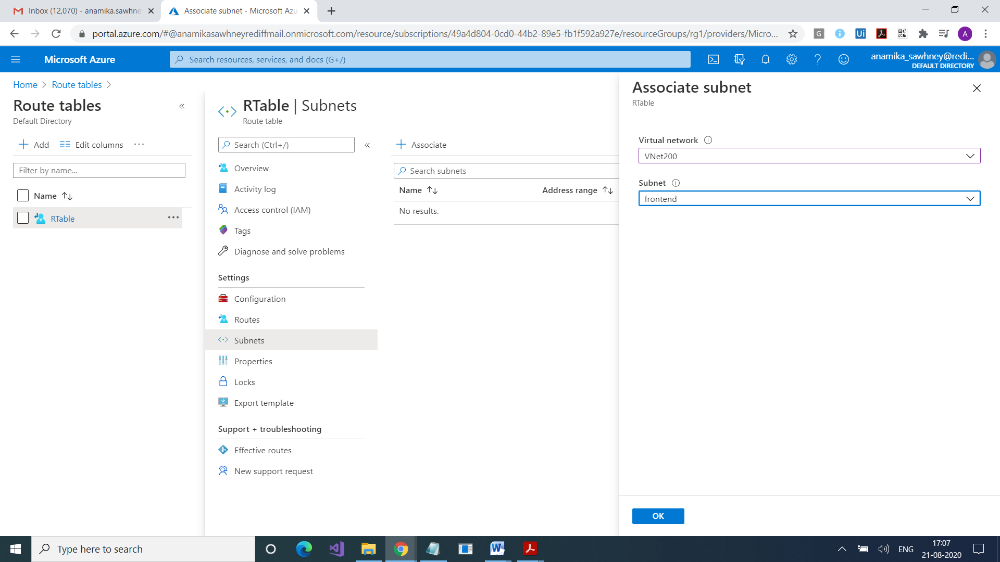 Inbox (12,070) - anamika.sawhne
Associate subnet - Microsoft Azu
portal.azure.com/#@anamikasawhneyrediffmail.onmicrosoft.com/resource/subscriptions/49a4d804-0cd0-44b2-89e5-fb1f592a927e/resourceGroups/rg1/providers/Micro...
G
Ui
A
Microsoft Azure
Search resources, services, and docs (G+/)
anamika_sawhney@redi...
DEFAULT DIRECTORY
Home > Route tables >
Route tables
Default Directory
Add
Edit columns
Filter by name...
Name
RTable
RTable | Subnets
Route table
Search (Ctrl+/)
Overview
Activity log
Access control (IAM)
Tags
Diagnose and solve problems
Settings
Configuration
Routes
Subnets
Properties
Locks
Export template
Support + troubleshooting
Effective routes
New support request
Associate
Search subnets
Name
Address range
No results.
Associate subnet
RTable
Virtual network
VNet200
Subnet
frontend
OK
Type here to search
ENG
17:07
21-08-2020